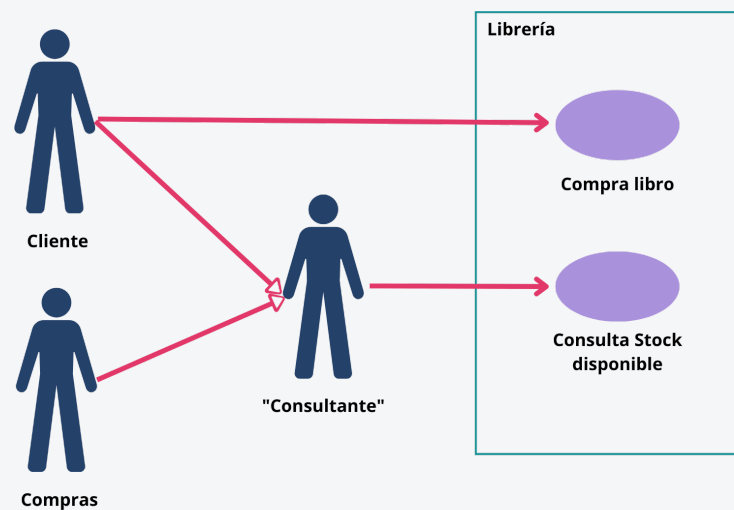 Librería
Compra libro
Cliente
Consulta Stock
disponible
"Consultante"
Compras